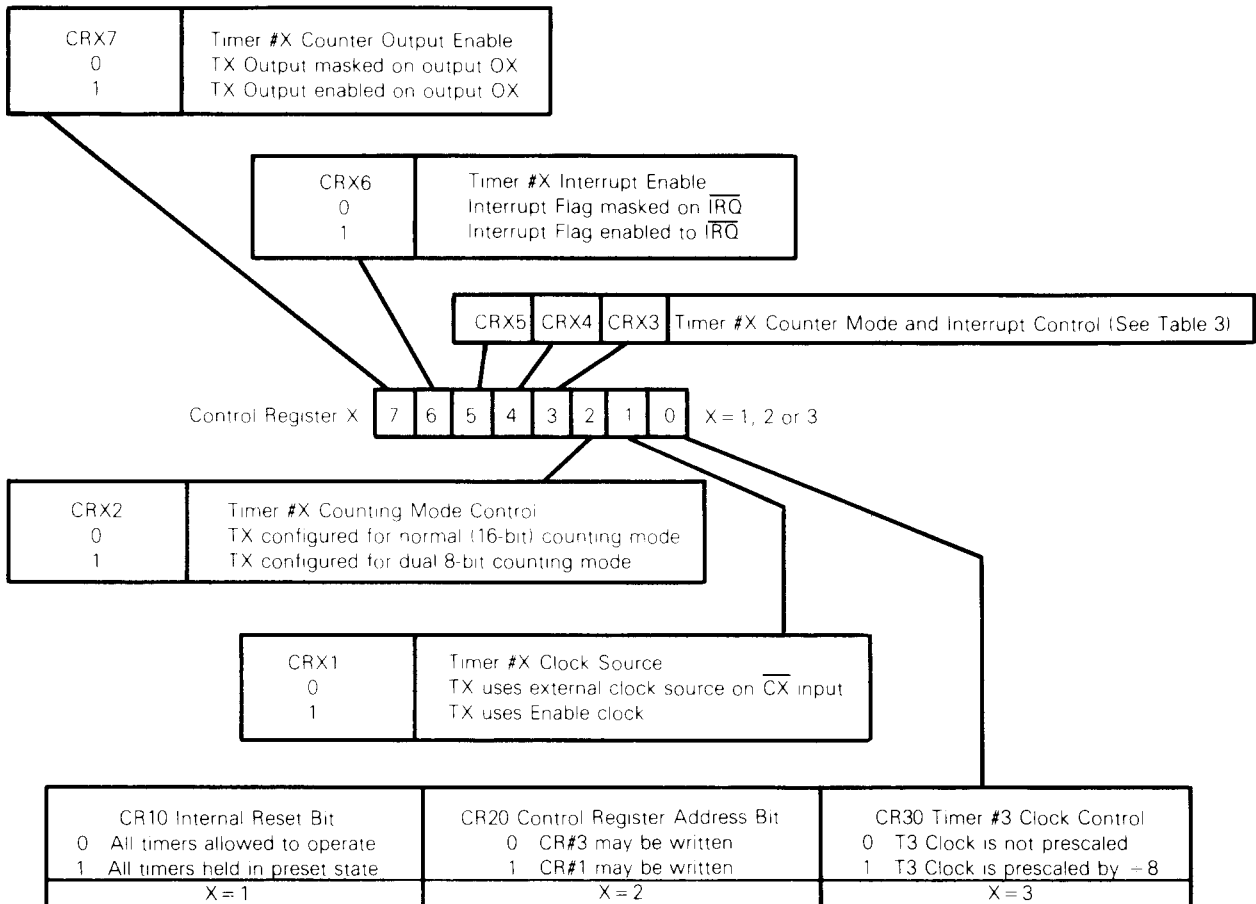 CRX7 Timer #X Counter Output Enable
0 TX Output masked on output OX
1 TX Output enabled on output OX
CRX6 Timer #X Interrupt Enable
0 Interrupt Flag masked on I̅R̅Q̅
1 Interrupt Flag enabled to I̅R̅Q̅
CRX5 CRX4 CRX3 Timer #X Counter Mode and Interrupt Control (See Table 3)
Control Register X 7 6 5 4 3 2 1 0 X = 1, 2 or 3
CRX2 Timer #X Counting Mode Control
0 TX configured for normal (16-bit) counting mode
1 TX configured for dual 8-bit counting mode
CRX1 Timer #X Clock Source
0 TX uses external clock source on C̅X̅ input
1 TX uses Enable clock
CR10 Internal Reset Bit
0 All timers allowed to operate
1 All timers held in preset state
X = 1
CR20 Control Register Address Bit
0 CR#3 may be written
1 CR#1 may be written
X = 2
CR30 Timer #3 Clock Control
0 T3 Clock is not prescaled
1 T3 Clock is prescaled by ÷8
X = 3